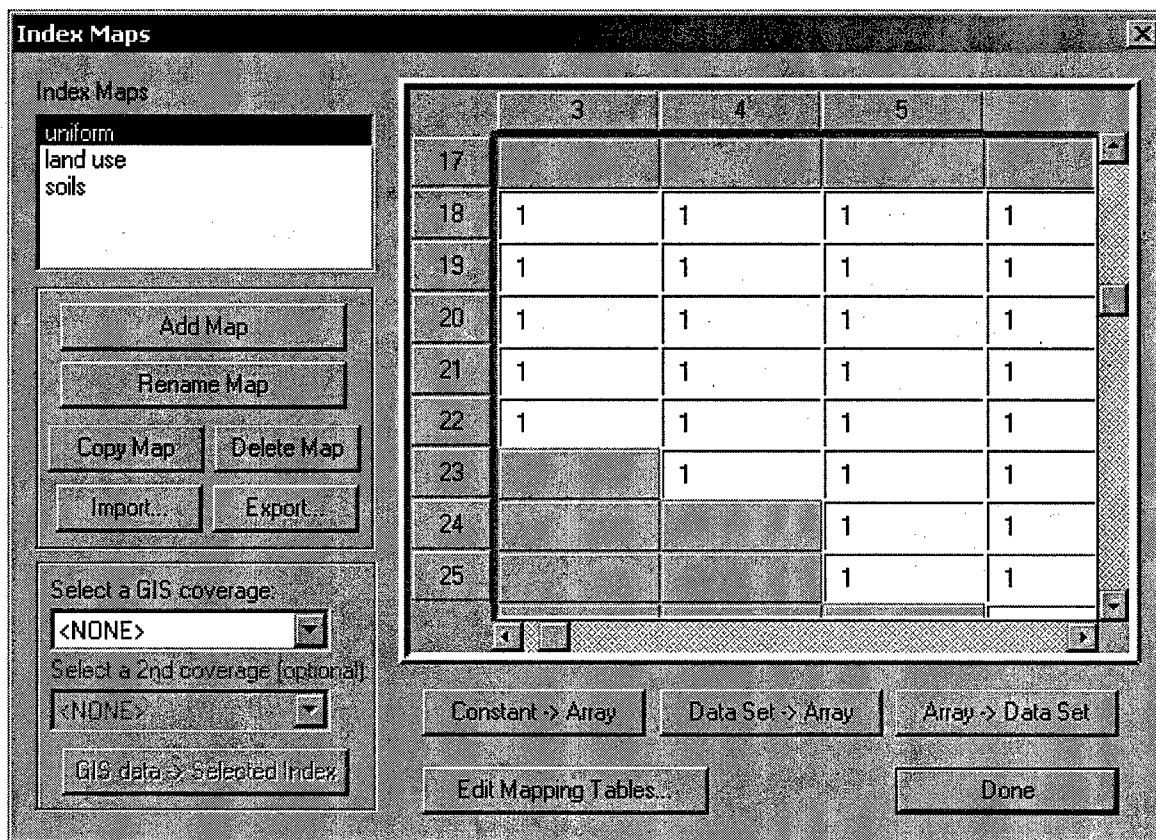 Index Maps
Index Maps
uniform
land use
soils
Add Map
Rename Map
Copy Map Delete Map
Import... Export...
Select a GIS coverage:
<NONE>
Select a 2nd coverage (optional):
<NONE>
GIS data -> Selected Index
3 4 5
17
18 1 1 1 1
19 1 1 1 1
20 1 1 1 1
21 1 1 1 1
22 1 1 1 1
23 1 1 1
24 1 1
25 1 1
Constant -> Array Data Set -> Array Array -> Data Set
Edit Mapping Tables... Done